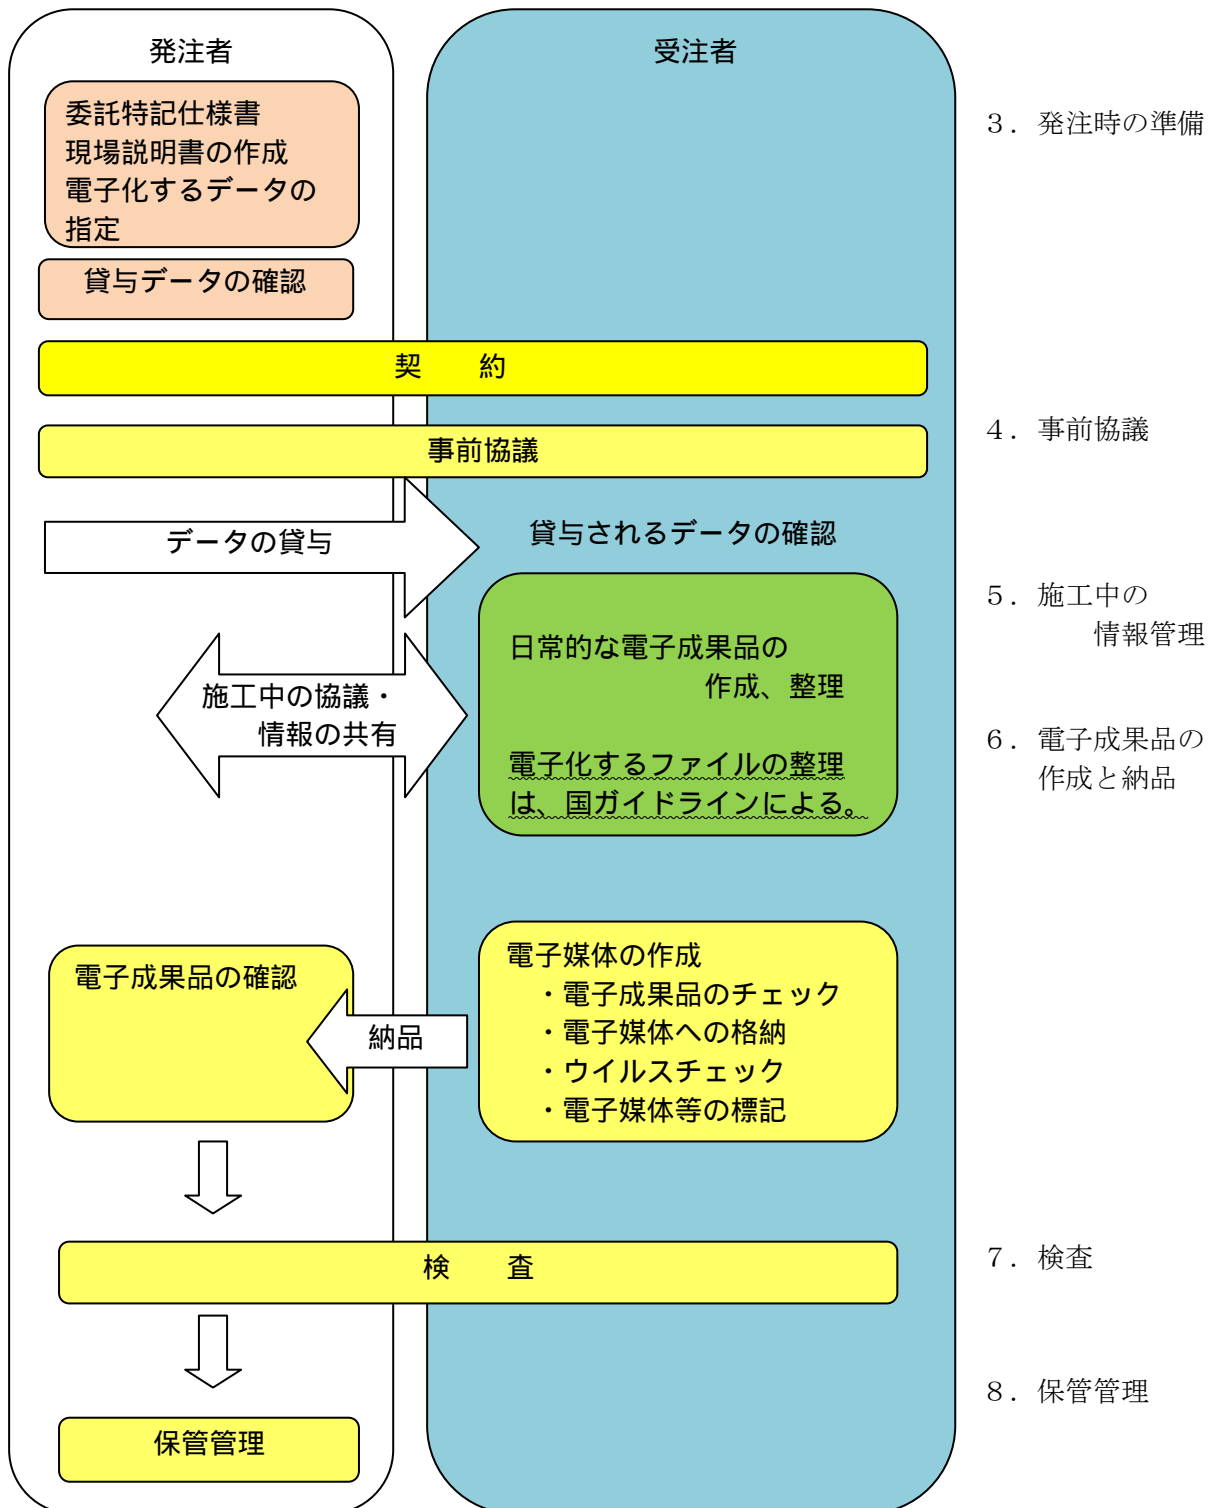 発注者
受注者
委託特記仕様書
現場説明書の作成
電子化するデータの
指定
3．発注時の準備
貸与データの確認
契　　約
4．事前協議
事前協議
データの貸与
貸与されるデータの確認
5．施工中の
情報管理
日常的な電子成果品の
作成、整理
施工中の協議・
情報の共有
6．電子成果品の
作成と納品
電子化するファイルの整理
は、国ガイドラインによる。
電子成果品の確認
納品
電子媒体の作成
・電子成果品のチェック
・電子媒体への格納
・ウイルスチェック
・電子媒体等の標記
検　　査
7．検査
8．保管管理
保管管理